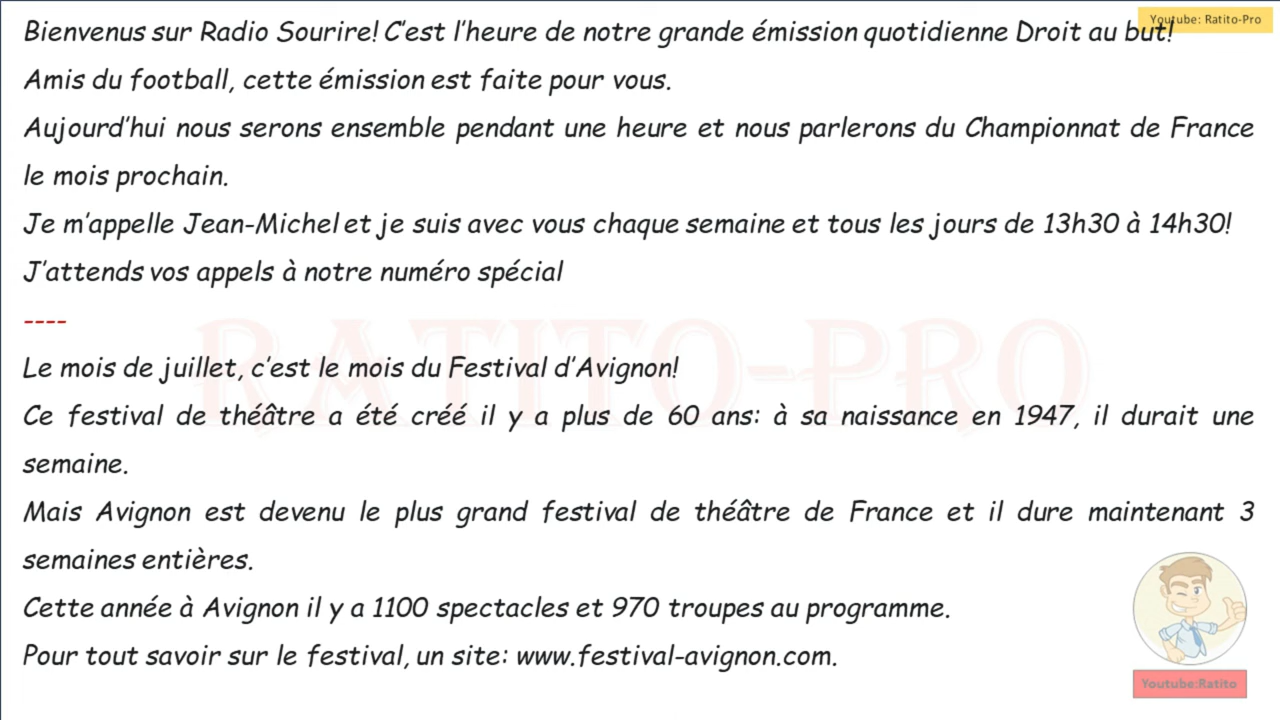 Youtube: Ratito-Pro
Bienvenus sur Radio Sourire! C'est l'heure de notre grande émission quotidienne Droit au but!
Amis du football, cette émission est faite pour vous.
Aujourd'hui nous serons ensemble pendant une heure et nous parlerons du Championnat de France
le mois prochain.
Je m'appelle Jean-Michel et je suis avec vous chaque semaine et tous les jours de 13h30 à 14h30!
J'attends vos appels à notre numéro spécial
----
RATITO-PRO
Le mois de juillet, c'est le mois du Festival d'Avignon!
Ce festival de théâtre a été créé il y a plus de 60 ans: à sa naissance en 1947, il durait une
semaine.
Mais Avignon est devenu le plus grand festival de théâtre de France et il dure maintenant 3
semaines entières.
Cette année à Avignon il y a 1100 spectacles et 970 troupes au programme.
Pour tout savoir sur le festival, un site: www.festival-avignon.com.
Youtube:Ratito